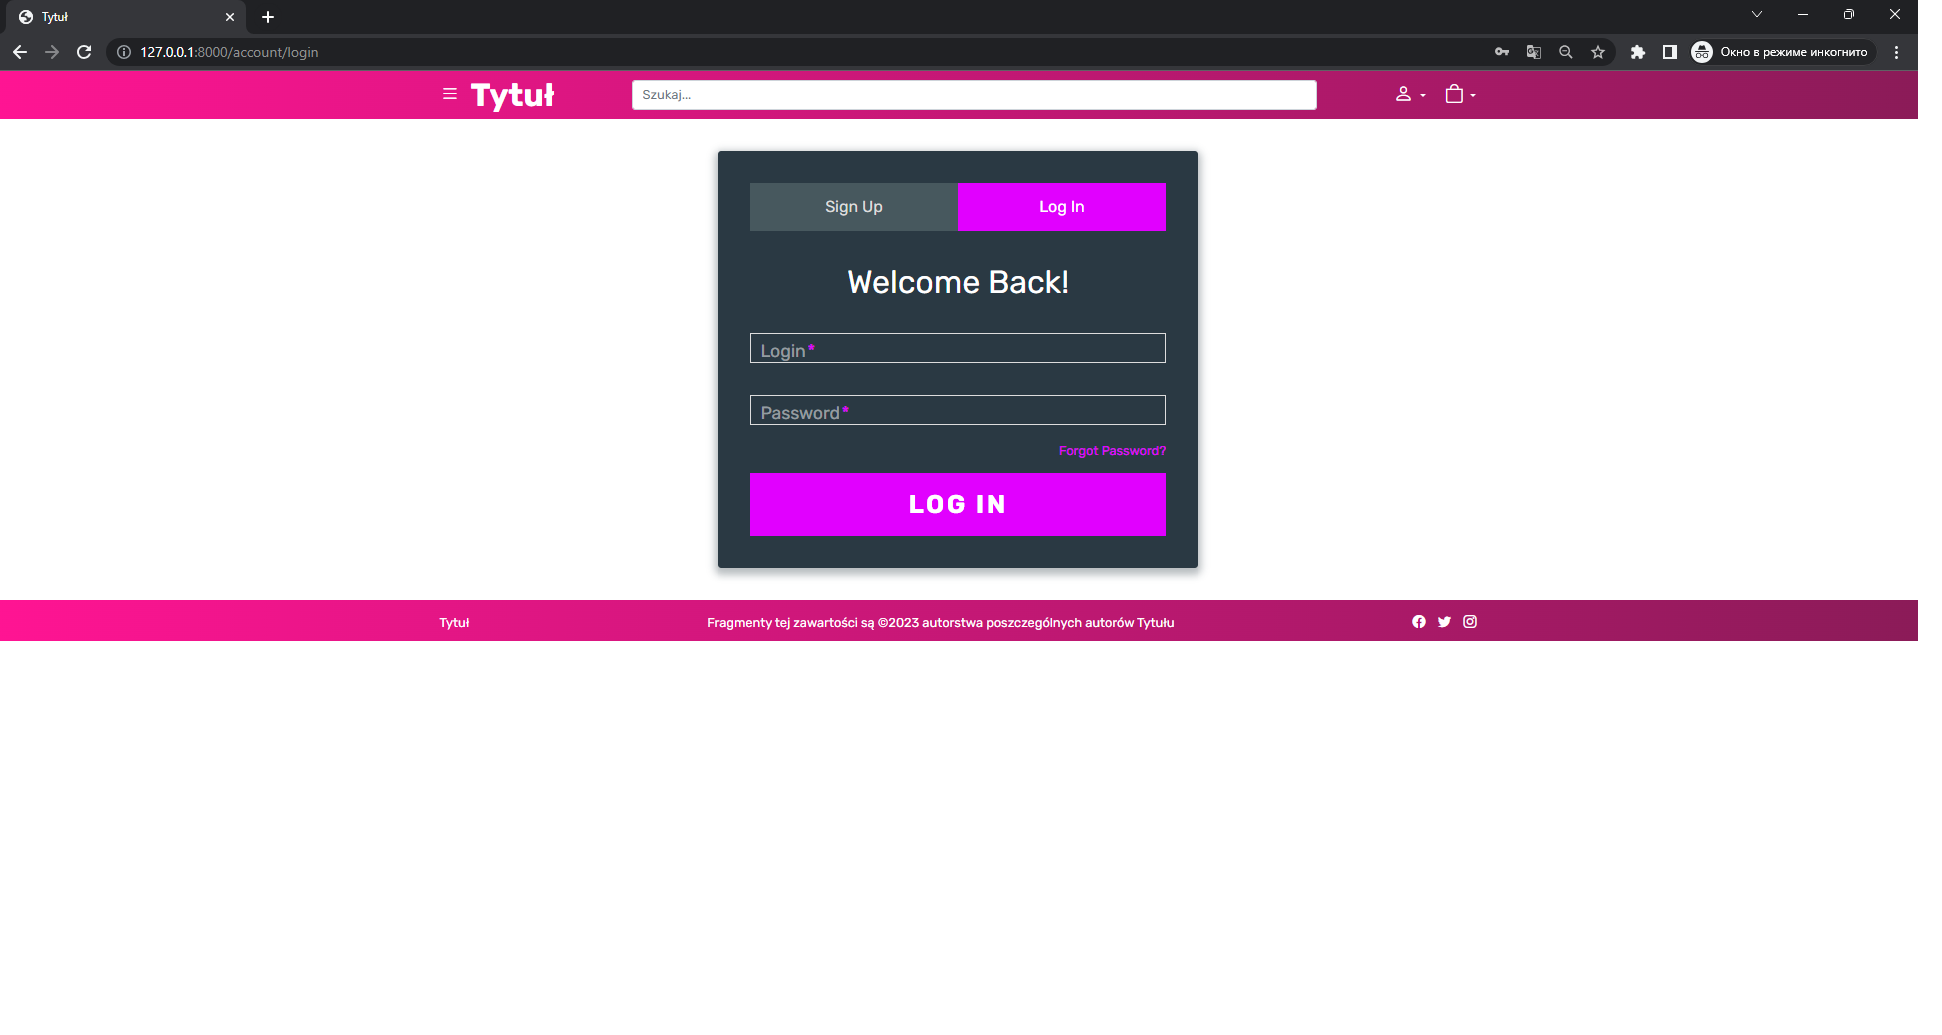 Tytuł
127.0.0.1:8000/account/login
Окно в режиме инкогнито
Tytuł
Szukaj...
Sign Up
Log In
Welcome Back!
Login*
Password*
Forgot Password?
LOG IN
Tytuł
Fragmenty tej zawartości są ©2023 autorstwa poszczególnych autorów Tytułu